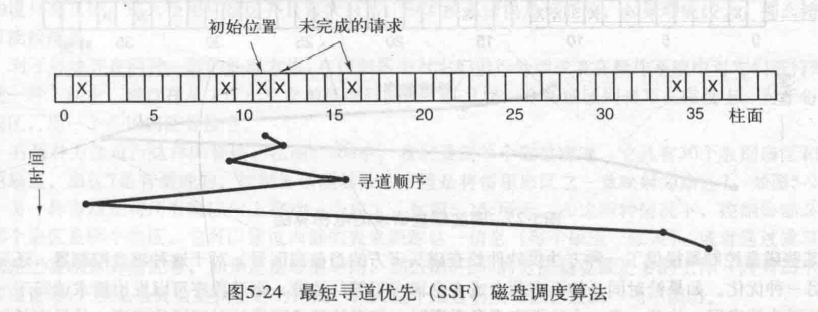 初始位置 未完成的请求
X X X X X X X
0 5 10 15 20 25 30 35 柱面
时间
寻道顺序
图5-24 最短寻道优先 (SSF) 磁盘调度算法